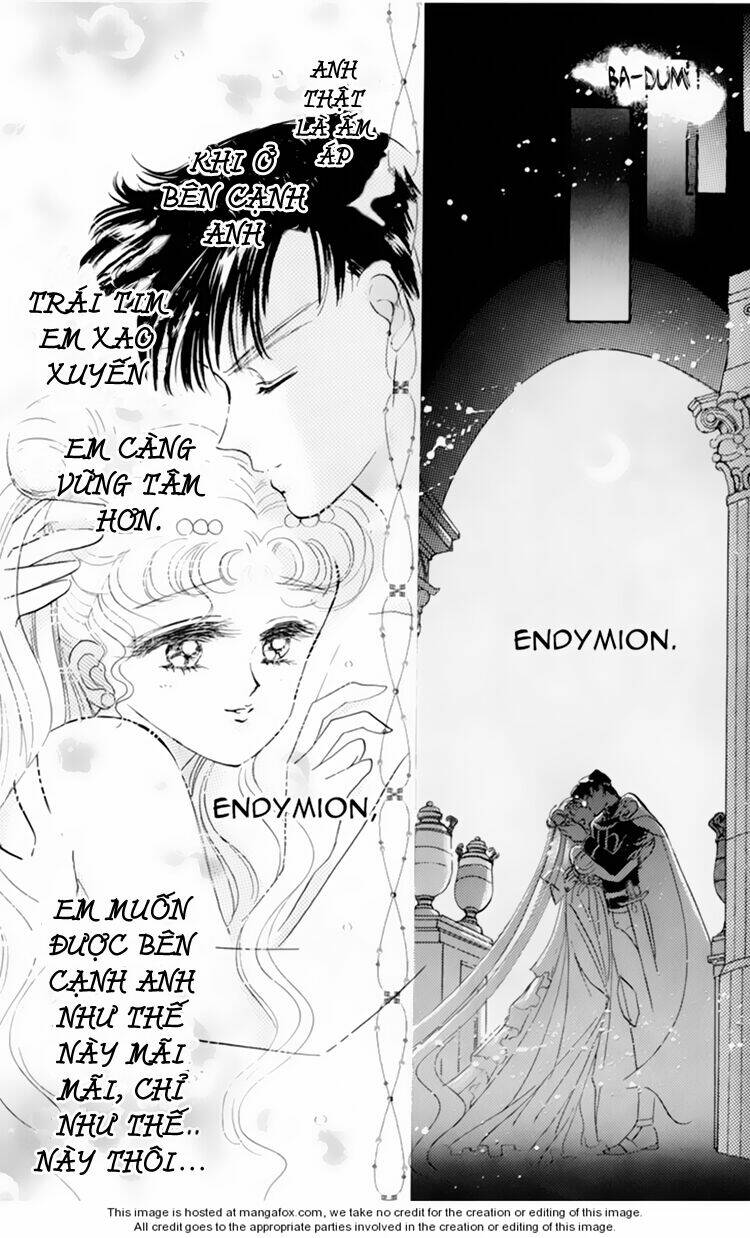 BA-DUMP!
ENDYMION.
ANH
THẬT
LÀ ẤM
ÁP
KHI Ở
BÊN CẠNH
ANH
TRÁI TIM
EM XAO
XUYẾN
EM CÀNG
VỮNG TÂM
HƠN.
ENDYMION,
EM MUỐN
ĐƯỢC BÊN
CẠNH ANH
NHƯ THẾ
NÀY MÃI
MÃI, CHỈ
NHƯ THẾ..
NÀY THÔI...
This image is hosted at mangafox.com, we take no credit for the creation or editing of this image.
All credit goes to the appropriate parties involved in the creation or editing of this image.